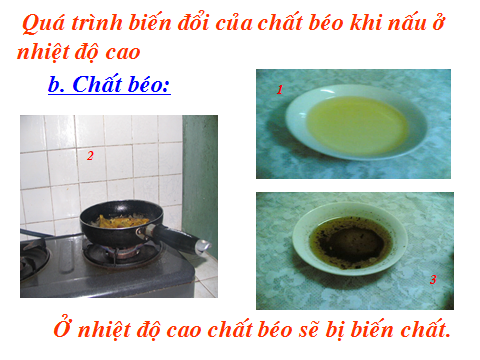 Quá trình biến đổi của chất béo khi nấu ở
nhiệt độ cao
b. Chất béo:
1
2
3
Ở nhiệt độ cao chất béo sẽ bị biến chất.